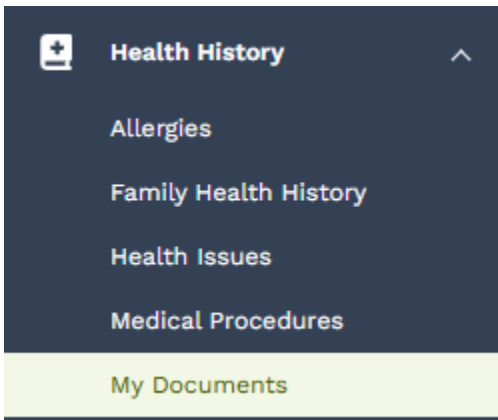 Health History
Allergies
Family Health History
Health Issues
Medical Procedures
My Documents